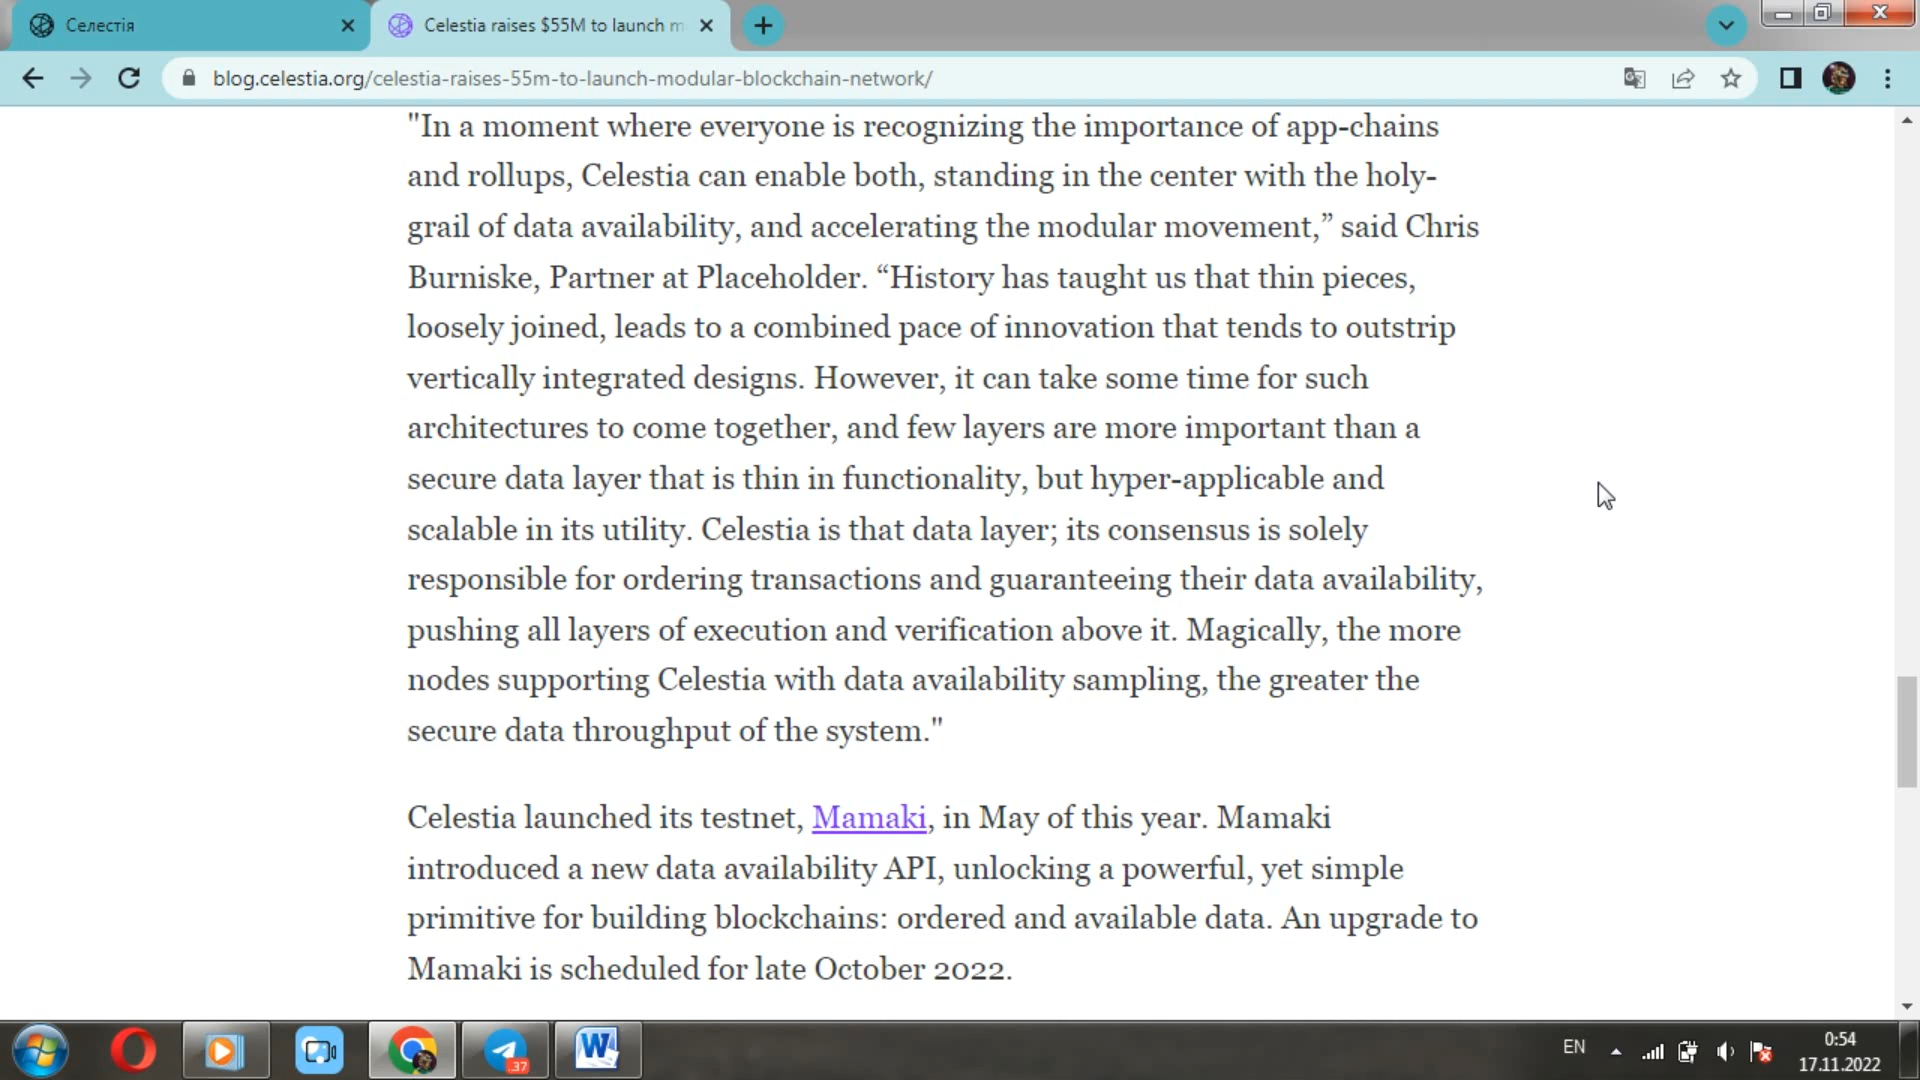 Селестія
Celestia raises $55M to launch m
blog.celestia.org/celestia-raises-55m-to-launch-modular-blockchain-network/
"In a moment where everyone is recognizing the importance of app-chains
and rollups, Celestia can enable both, standing in the center with the holy-
grail of data availability, and accelerating the modular movement,” said Chris
Burniske, Partner at Placeholder. “History has taught us that thin pieces,
loosely joined, leads to a combined pace of innovation that tends to outstrip
vertically integrated designs. However, it can take some time for such
architectures to come together, and few layers are more important than a
secure data layer that is thin in functionality, but hyper-applicable and
scalable in its utility. Celestia is that data layer; its consensus is solely
responsible for ordering transactions and guaranteeing their data availability,
pushing all layers of execution and verification above it. Magically, the more
nodes supporting Celestia with data availability sampling, the greater the
secure data throughput of the system."
Celestia launched its testnet, Mamaki, in May of this year. Mamaki
introduced a new data availability API, unlocking a powerful, yet simple
primitive for building blockchains: ordered and available data. An upgrade to
Mamaki is scheduled for late October 2022.
37
W
EN
0:54
17.11.2022